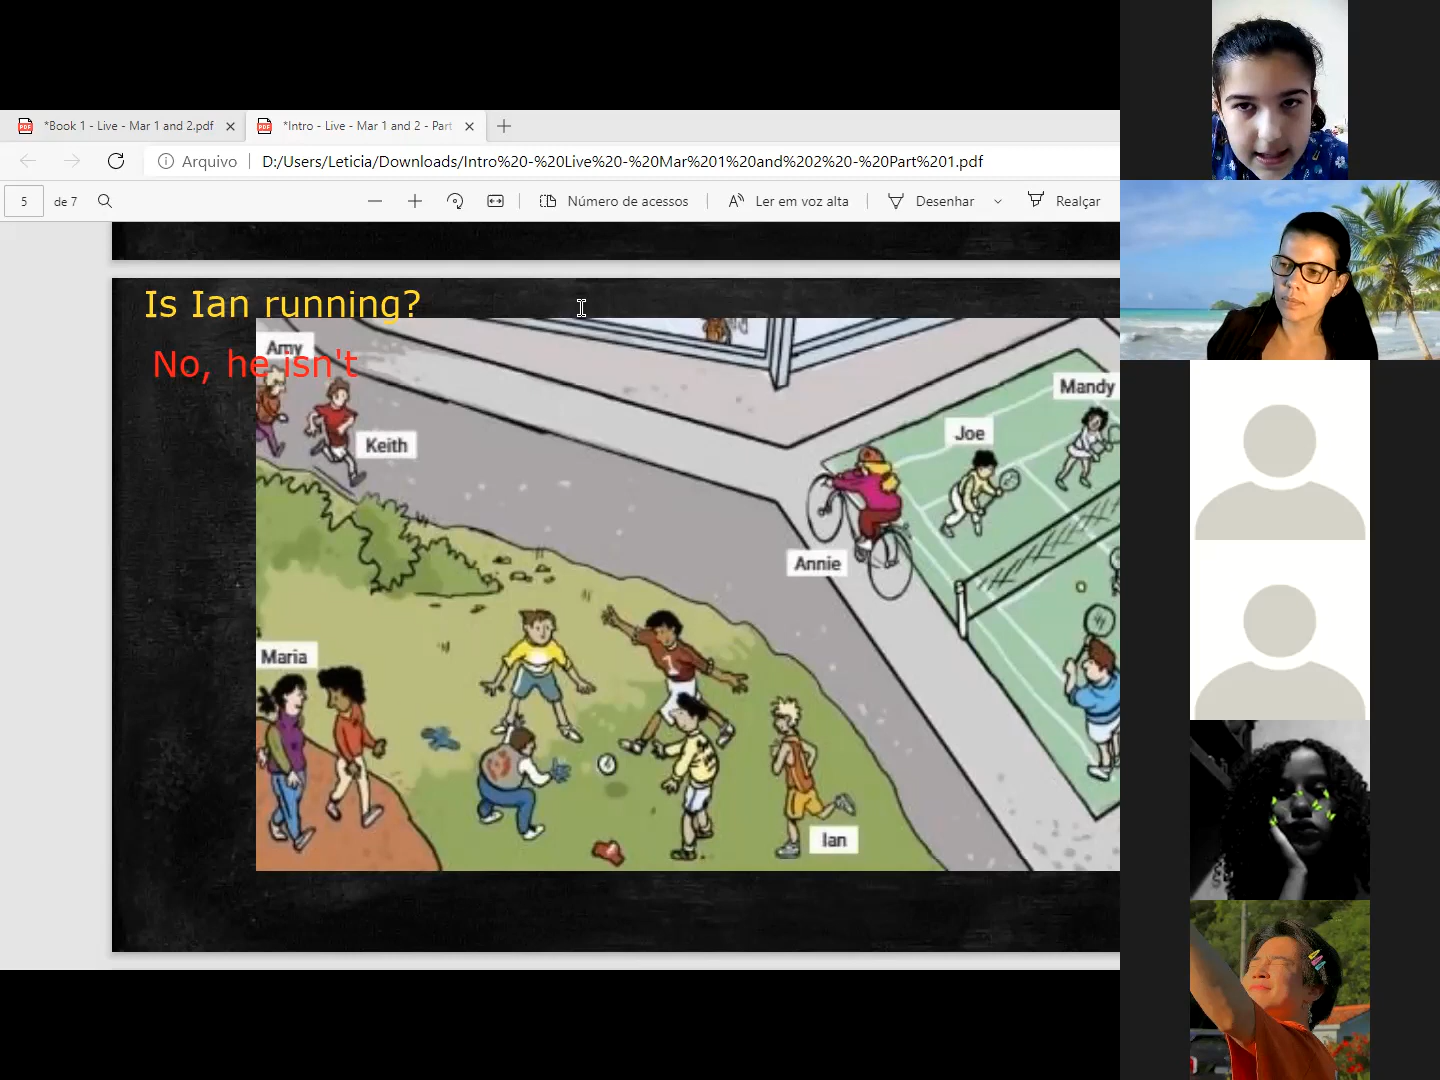 *Book 1 - Live - Mar 1 and 2.pdf
*Intro - Live - Mar 1 and 2 - Part
Arquivo
D:/Users/Leticia/Downloads/Intro%20-%20Live%20-%20Mar%201%20and%202%20-%20Part%201.pdf
5 de 7
Número de acessos
Ler em voz alta
Desenhar
Realçar
Is Ian running?
Amy
No, he isn't
Mandy
Joe
Keith
Annie
Maria
Ian